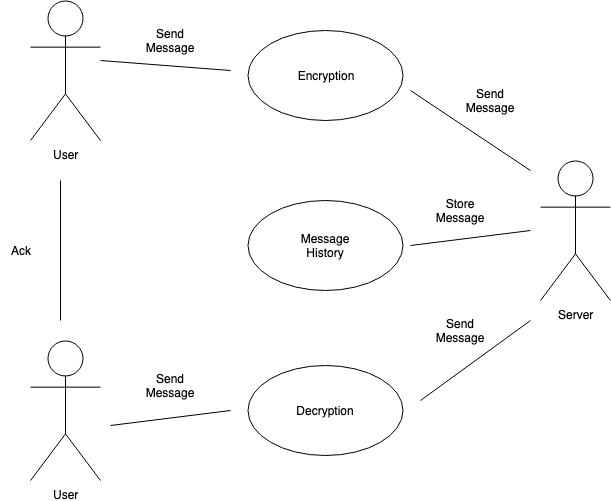 Send
Message
Encryption
Send
Message
User
Store
Message
Message
History
Ack
Server
Send
Message
Send
Message
Decryption
User